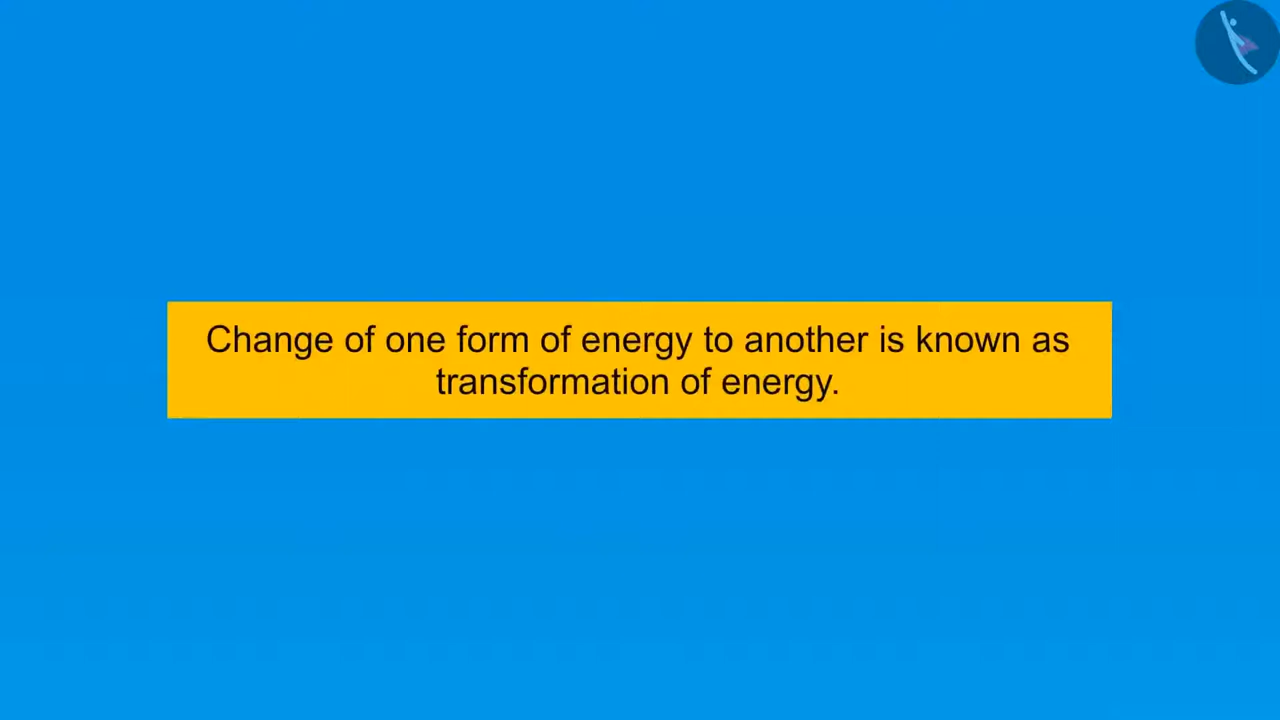 Change of one form of energy to another is known as
transformation of energy.